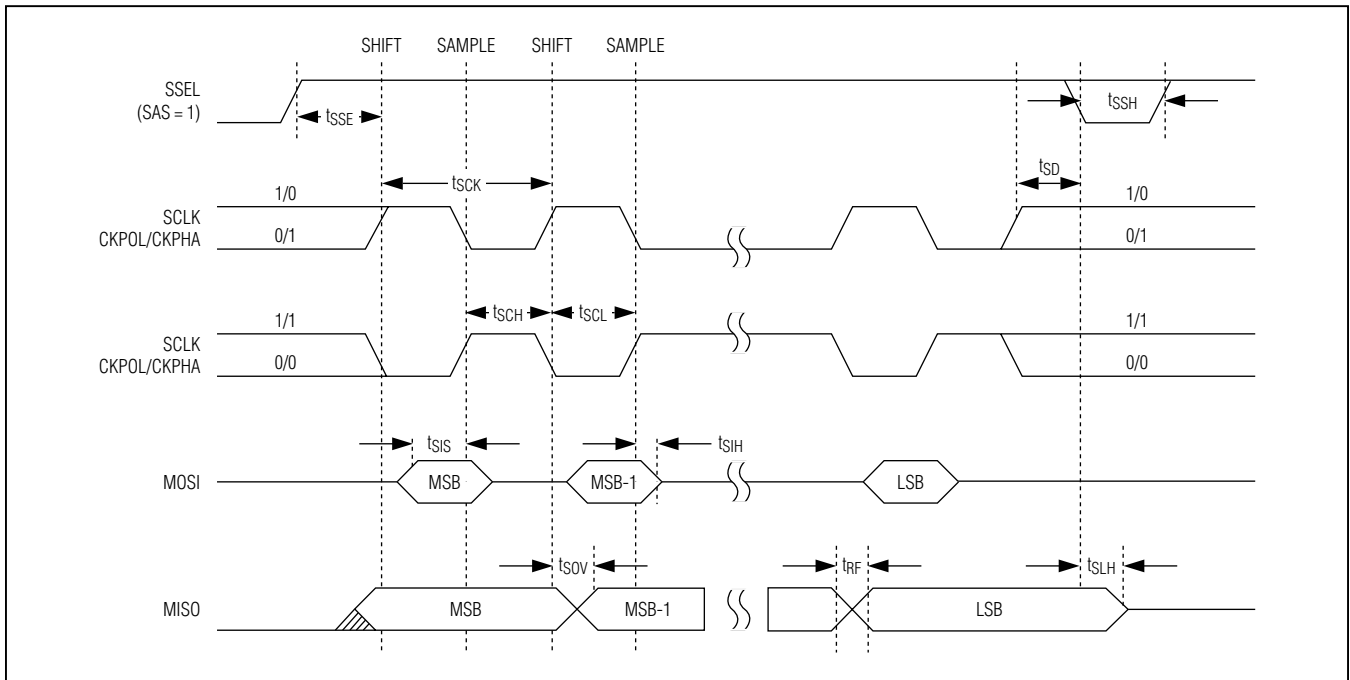 SHIFT SAMPLE SHIFT SAMPLE
SSEL
(SAS = 1)
tSSE
tSSH
tSCK
tSD
SCLK
CKPOL/CKPHA
1/0
0/1
1/0
0/1
tSCH
tSCL
SCLK
CKPOL/CKPHA
1/1
0/0
1/1
0/0
tSIS
tSIH
MOSI
MSB
MSB-1
LSB
tSOV
tRF
tSLH
MISO
MSB
MSB-1
LSB